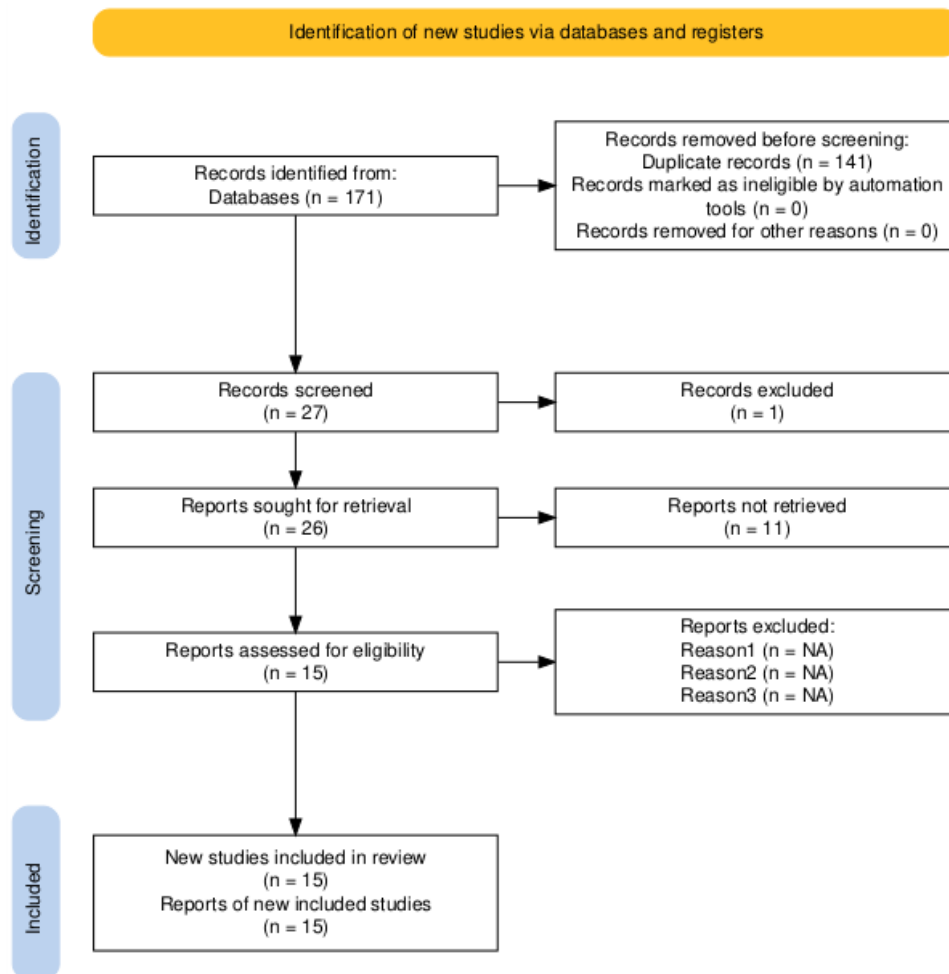 Identification of new studies via databases and registers
Identification
Records identified from:
Databases (n = 171)
Records removed before screening:
Duplicate records (n = 141)
Records marked as ineligible by automation
tools (n = 0)
Records removed for other reasons (n = 0)
Screening
Records screened
(n = 27)
Records excluded
(n = 1)
Reports sought for retrieval
(n = 26)
Reports not retrieved
(n = 11)
Reports assessed for eligibility
(n = 15)
Reports excluded:
Reason1 (n = NA)
Reason2 (n = NA)
Reason3 (n = NA)
Included
New studies included in review
(n = 15)
Reports of new included studies
(n = 15)